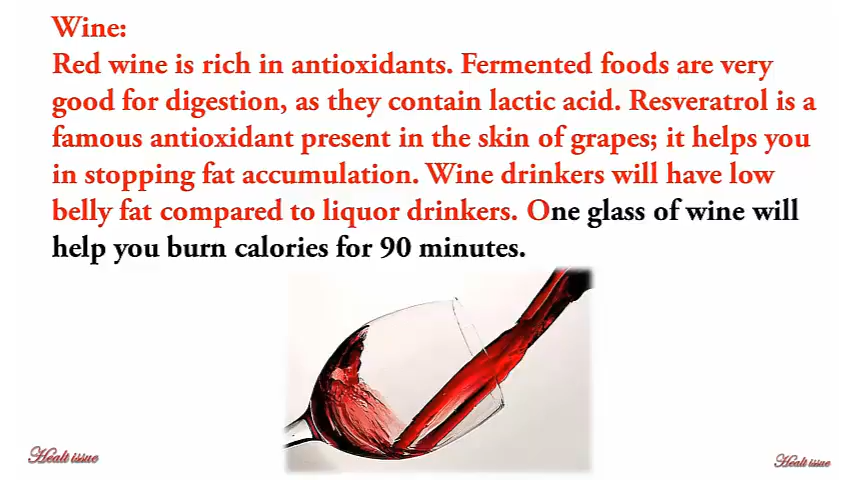 Wine:
Red wine is rich in antioxidants. Fermented foods are very
good for digestion, as they contain lactic acid. Resveratrol is a
famous antioxidant present in the skin of grapes; it helps you
in stopping fat accumulation. Wine drinkers will have low
belly fat compared to liquor drinkers. One glass of wine will
help you burn calories for 90 minutes.
Healt issue
Healt issue